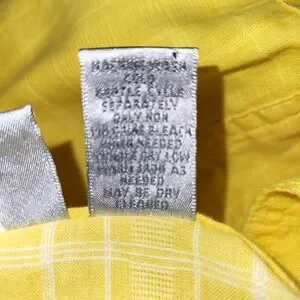 MACHINE WASH
COLD
GENTLE CYCLE
SEPARATELY
ONLY NON
CHLORINE BLEACH
WHEN NEEDED
TUMBLE DRY LOW
WARM IRON AS
NEEDED
MAY BE DRY
CLEANED